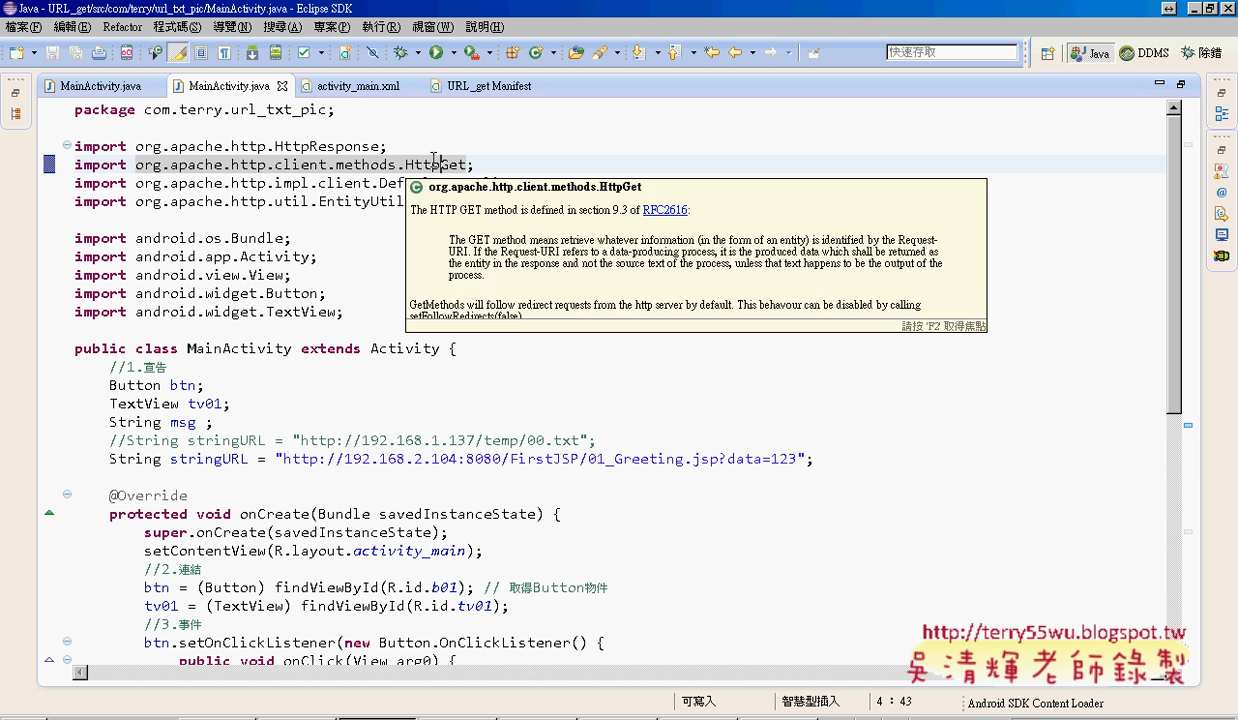 Java - URL_get/src/com/terry/url_txt_pic/MainActivity.java - Eclipse SDK
檔案(F) 編輯(E) Refactor 程式碼(S) 導覽(N) 搜尋(A) 專案(P) 執行(R) 視窗(W) 說明(H)
快速存取 Java DDMS 除錯
MainActivity.java MainActivity.java activity_main.xml URL_get Manifest
package com.terry.url_txt_pic;
import org.apache.http.HttpResponse;
import org.apache.http.client.methods.HttpGet;
import org.apache.http.impl.client.Def
import org.apache.http.util.EntityUtil
org.apache.http.client.methods.HttpGet
The HTTP GET method is defined in section 9.3 of RFC2616:
The GET method means retrieve whatever information (in the form of an entity) is identified by the Request-
URI. If the Request-URI refers to a data-producing process, it is the produced data which shall be returned as
the entity in the response and not the source text of the process, unless that text happens to be the output of the
process.
GetMethods will follow redirect requests from the http server by default. This behavour can be disabled by calling
setFollowRedirects(false)
請按 'F2' 取得焦點
import android.os.Bundle;
import android.app.Activity;
import android.view.View;
import android.widget.Button;
import android.widget.TextView;
public class MainActivity extends Activity {
//1.宣告
Button btn;
TextView tv01;
String msg ;
//String stringURL = "http://192.168.1.137/temp/00.txt";
String stringURL = "http://192.168.2.104:8080/FirstJSP/01_Greeting.jsp?data=123";
@Override
protected void onCreate(Bundle savedInstanceState) {
super.onCreate(savedInstanceState);
setContentView(R.layout.activity_main);
//2.連結
btn = (Button) findViewById(R.id.b01); // 取得Button物件
tv01 = (TextView) findViewById(R.id.tv01);
//3.事件
btn.setOnClickListener(new Button.OnClickListener() {
public void onClick(View arg0) {
http://terry55wu.blogspot.tw
吳清輝老師錄製
可寫入 智慧型插入 4 : 43 Android SDK Content Loader